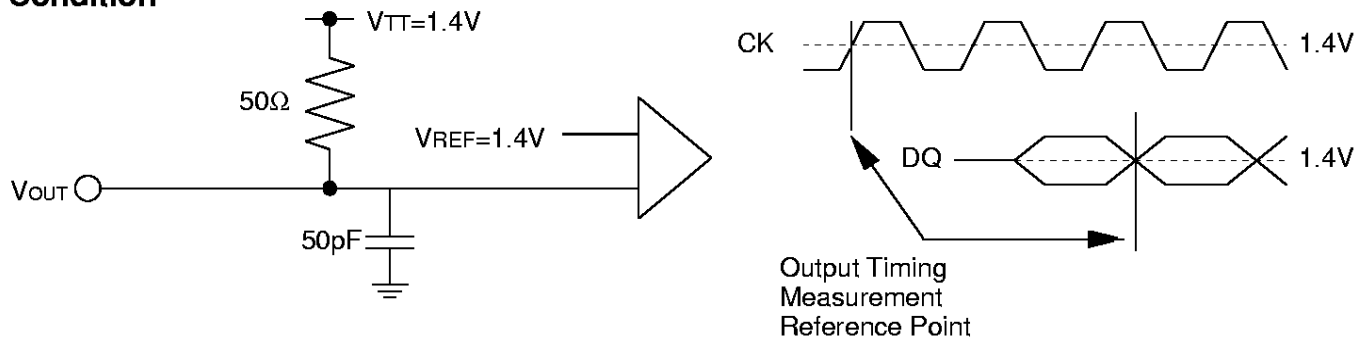 Condition
VTT=1.4V
50Ω
VREF=1.4V
VOUT
50pF
CK
1.4V
DQ
1.4V
Output Timing
Measurement
Reference Point